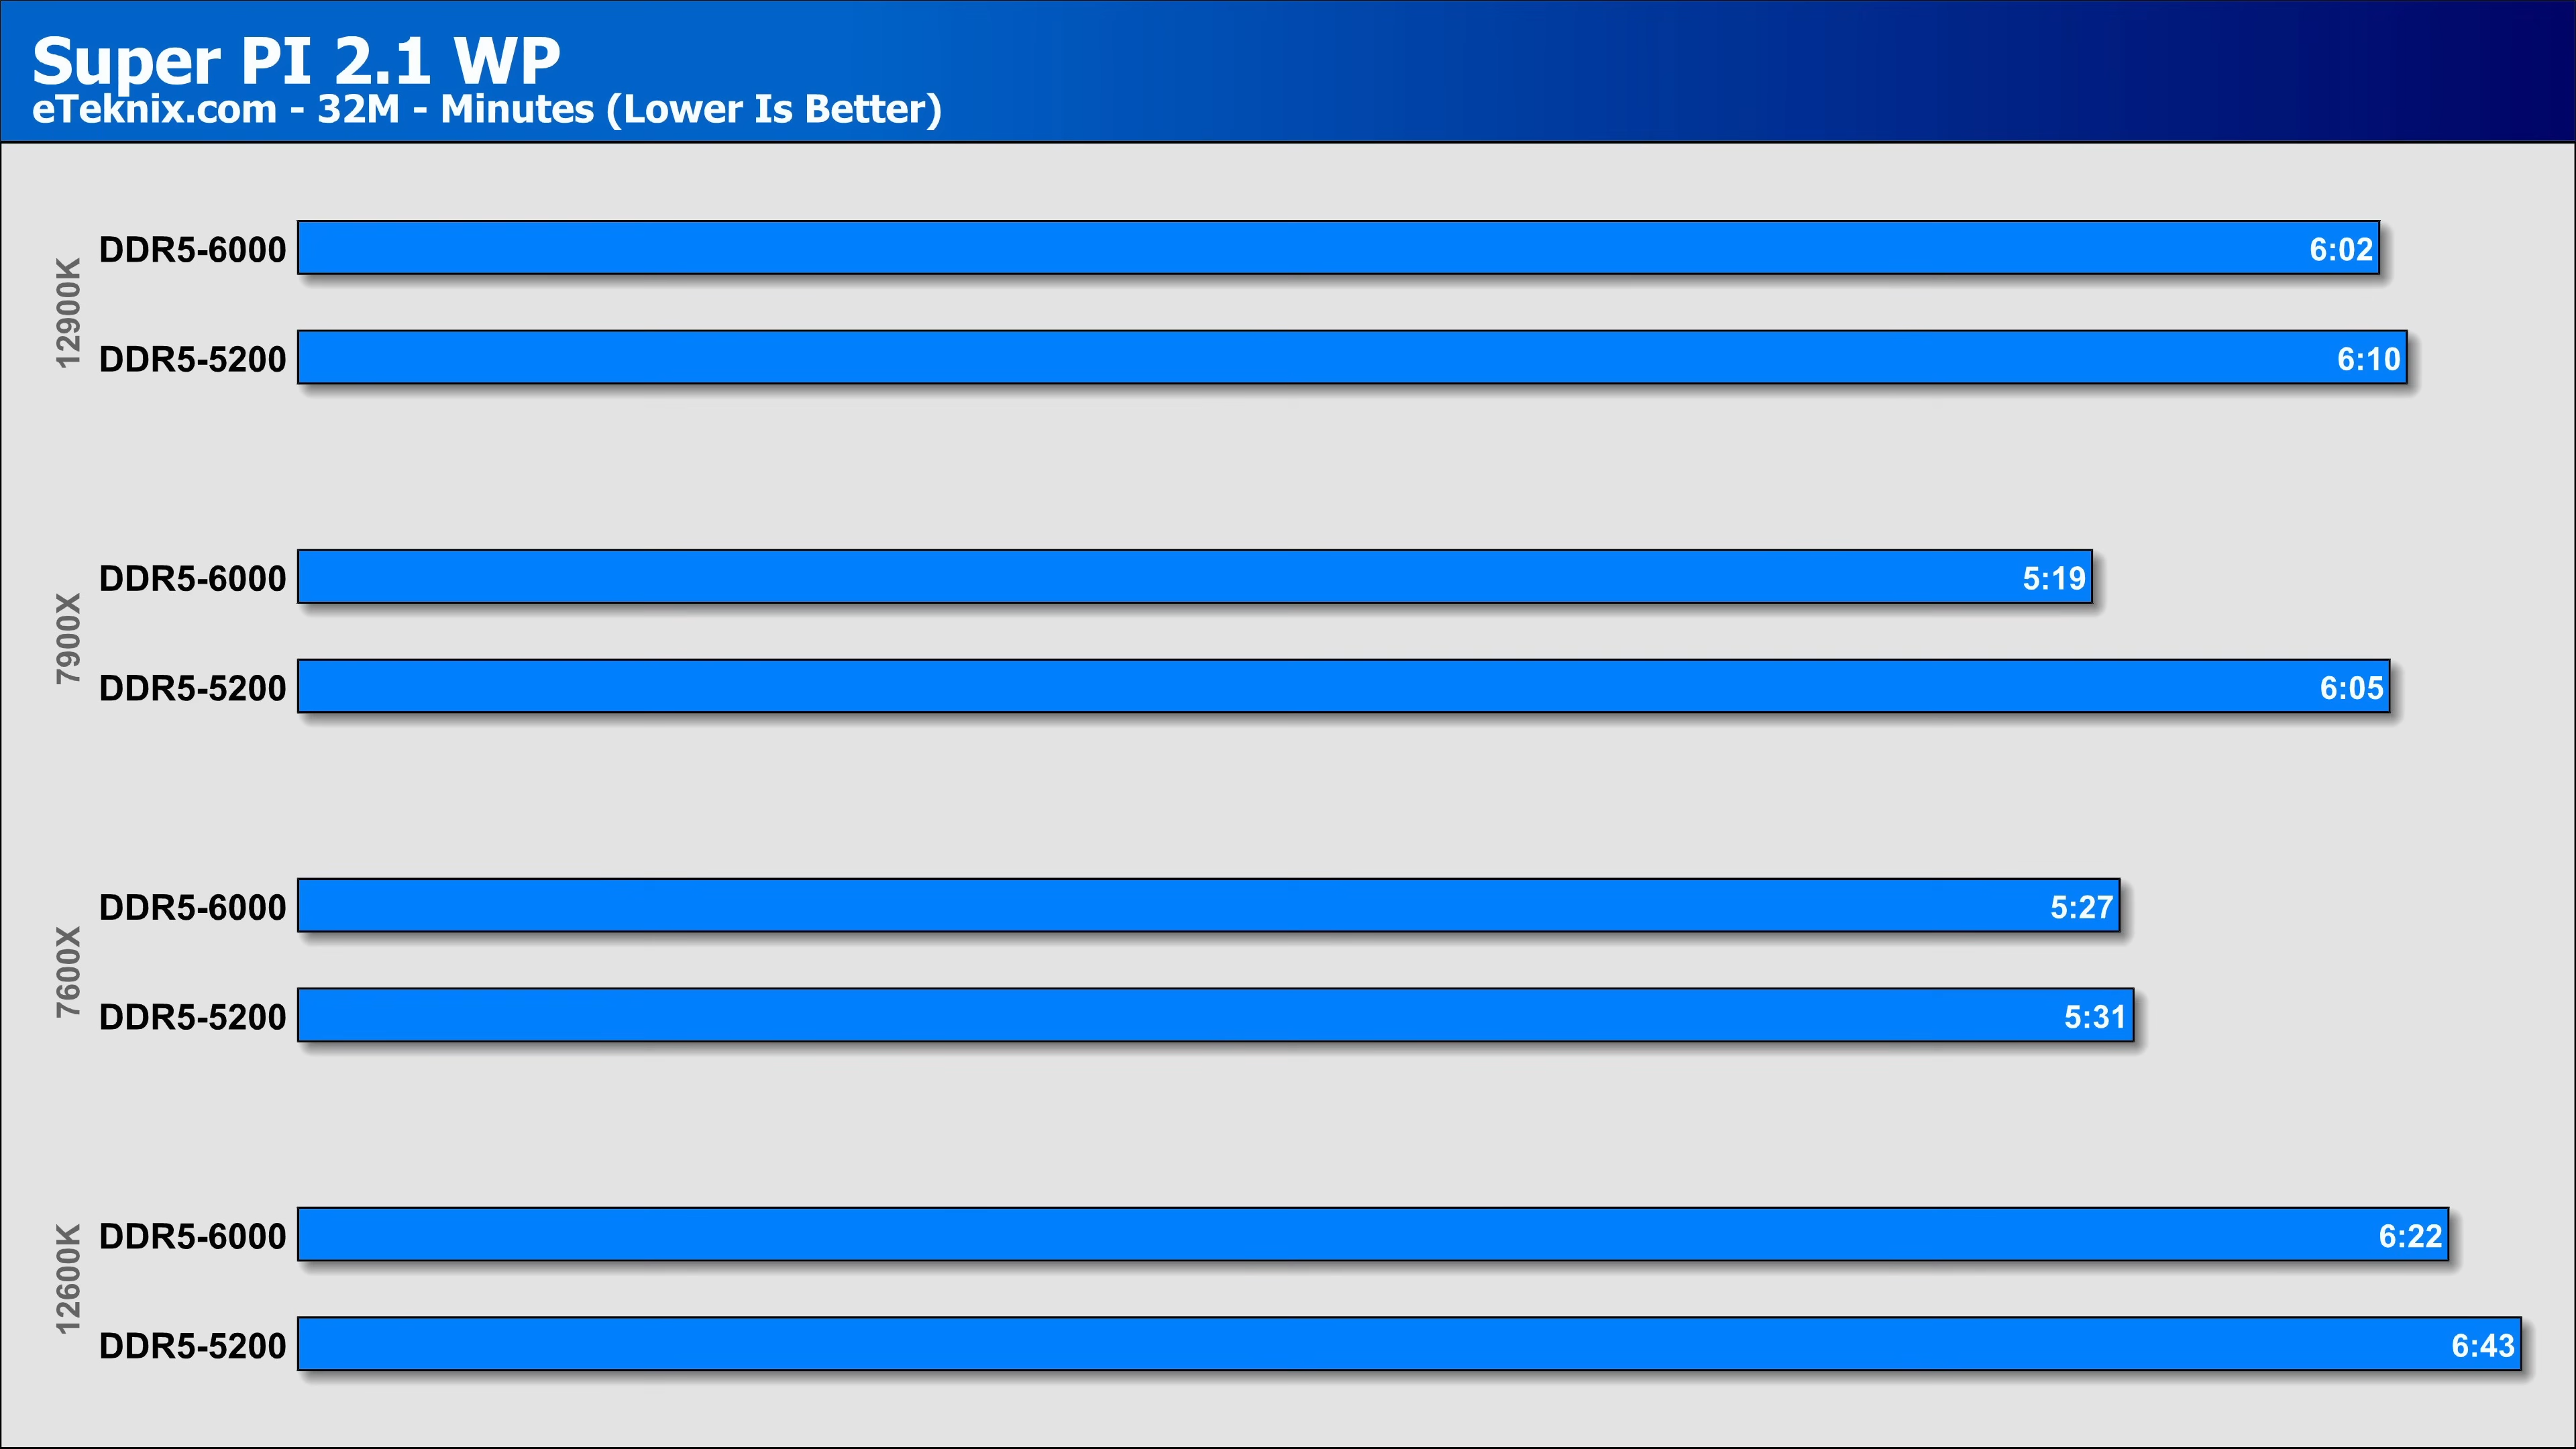 Super PI 2.1 WP
eTeknix.com - 32M - Minutes (Lower Is Better)
12900K
DDR5-6000 6:02
DDR5-5200 6:10
7900X
DDR5-6000 5:19
DDR5-5200 6:05
7600X
DDR5-6000 5:27
DDR5-5200 5:31
12600K
DDR5-6000 6:22
DDR5-5200 6:43